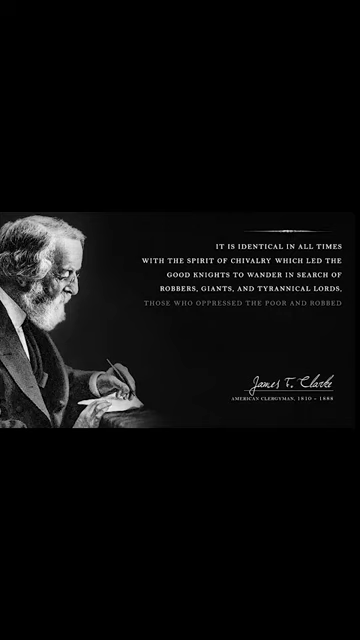 IT IS IDENTICAL IN ALL TIMES
WITH THE SPIRIT OF CHIVALRY WHICH LED THE
GOOD KNIGHTS TO WANDER IN SEARCH OF
ROBBERS, GIANTS, AND TYRANNICAL LORDS,
THOSE WHO OPPRESSED THE POOR AND ROBBED
James F. Clarke
AMERICAN CLERGYMAN, 1810 – 1888